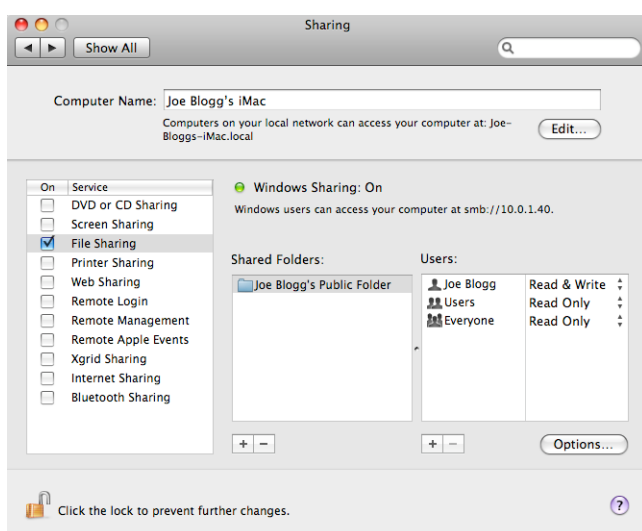 Sharing
Show All
Computer Name: Joe Blogg's iMac
Computers on your local network can access your computer at: Joe-
Bloggs-iMac.local
Edit...
On Service
DVD or CD Sharing
Screen Sharing
File Sharing
Printer Sharing
Web Sharing
Remote Login
Remote Management
Remote Apple Events
Xgrid Sharing
Internet Sharing
Bluetooth Sharing
Windows Sharing: On
Windows users can access your computer at smb://10.0.1.40.
Shared Folders:
Joe Blogg's Public Folder
Users:
Joe Blogg Read & Write
Users Read Only
Everyone Read Only
+ −
+ −
Options...
Click the lock to prevent further changes.
?